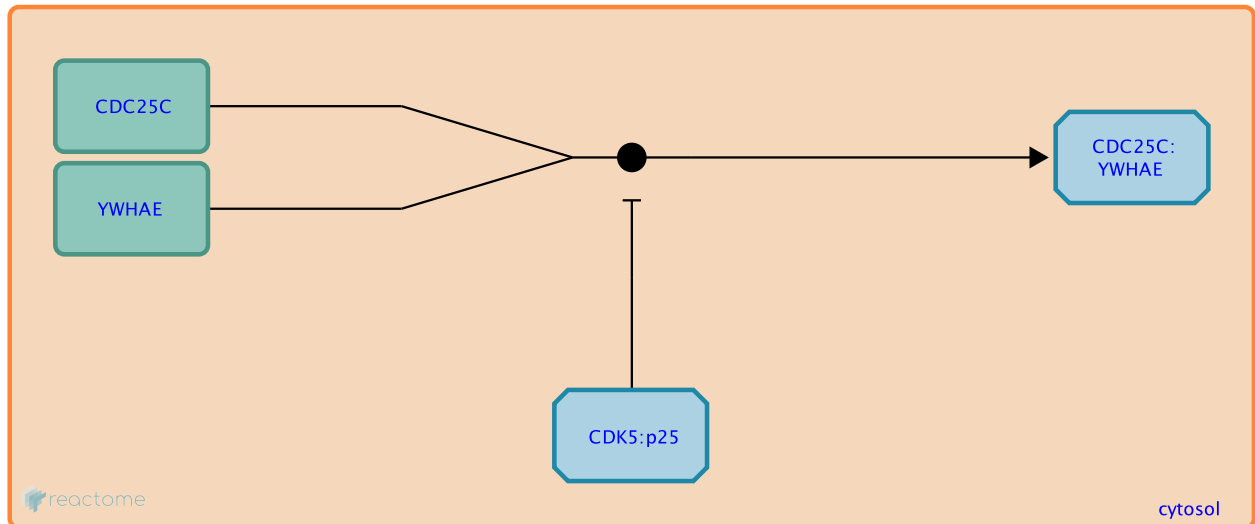 CDC25C
YWHAE
CDC25C:
YWHAE
CDK5:p25
reactome
cytosol